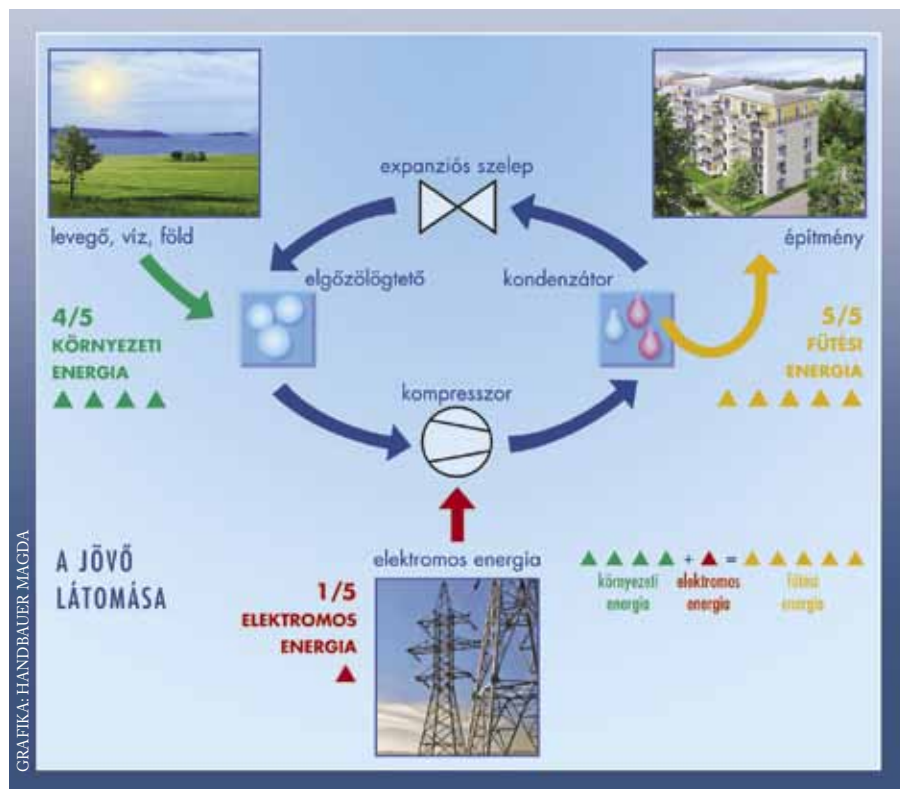 expanziós szelep
levegő, víz, föld
építmény
elgőzölögtető
kondenzátor
4/5
KÖRNYEZETI
ENERGIA
5/5
FŰTÉSI
ENERGIA
kompresszor
A JÖVŐ
LÁTOMÁSA
elektromos energia
1/5
ELEKTROMOS
ENERGIA
+ =
környezeti elektromos fűtési
energia energia energia
GRAFIKA: HANDBAUER MAGDA